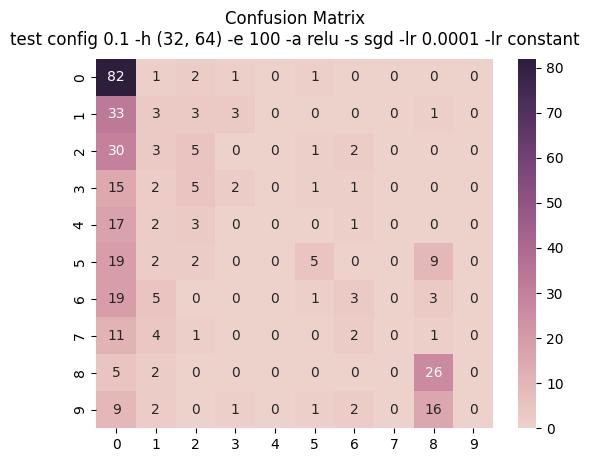 Confusion Matrix
test config 0.1 -h (32, 64) -e 100 -a relu -s sgd -lr 0.0001 -lr constant
0 82 1 2 1 0 1 0 0 0 0
1 33 3 3 3 0 0 0 0 1 0
2 30 3 5 0 0 1 2 0 0 0
3 15 2 5 2 0 1 1 0 0 0
4 17 2 3 0 0 0 1 0 0 0
5 19 2 2 0 0 5 0 0 9 0
6 19 5 0 0 0 1 3 0 3 0
7 11 4 1 0 0 0 2 0 1 0
8 5 2 0 0 0 0 0 0 26 0
9 9 2 0 1 0 1 2 0 16 0
0 1 2 3 4 5 6 7 8 9
80
70
60
50
40
30
20
10
0